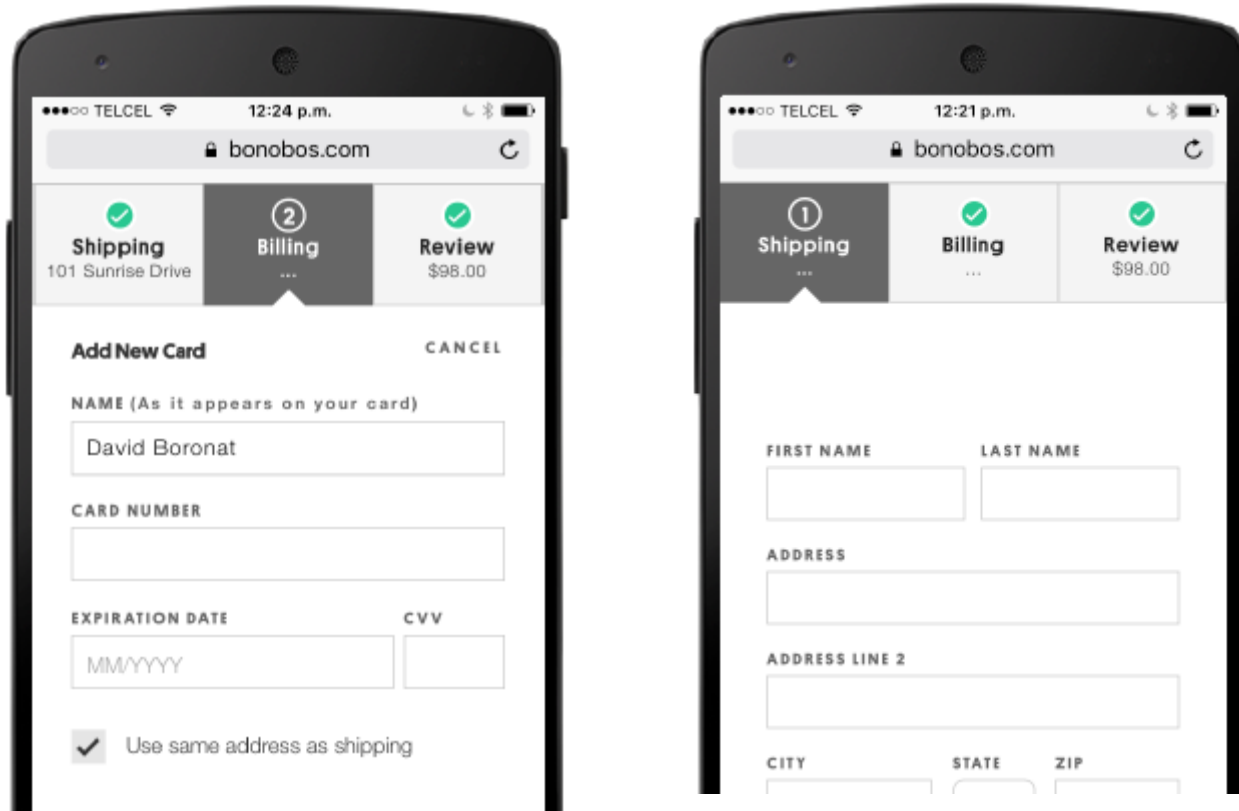 TELCEL 12:24 p.m.
bonobos.com
2
Shipping Billing Review
101 Sunrise Drive ... $98.00
Add New Card CANCEL
NAME (As it appears on your card)
David Boronat
CARD NUMBER
EXPIRATION DATE CVV
MM/YYYY
Use same address as shipping
TELCEL 12:21 p.m.
bonobos.com
1
Shipping Billing Review
... ... $98.00
FIRST NAME LAST NAME
ADDRESS
ADDRESS LINE 2
CITY STATE ZIP